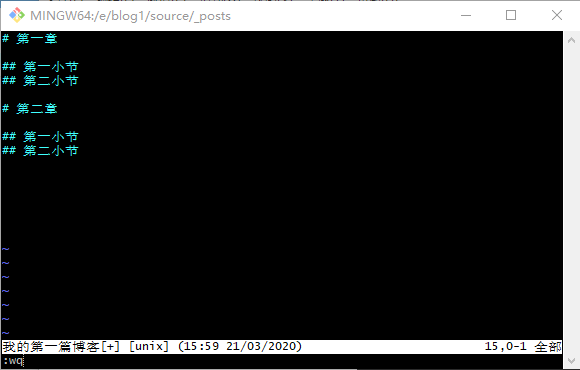 MINGW64:/e/blog1/source/_posts
# 第一章
## 第一小节
## 第二小节
# 第二章
## 第一小节
## 第二小节
~
~
~
~
~
~
~
我的第一篇博客[+] [unix] (15:59 21/03/2020) 15,0-1 全部
:wq